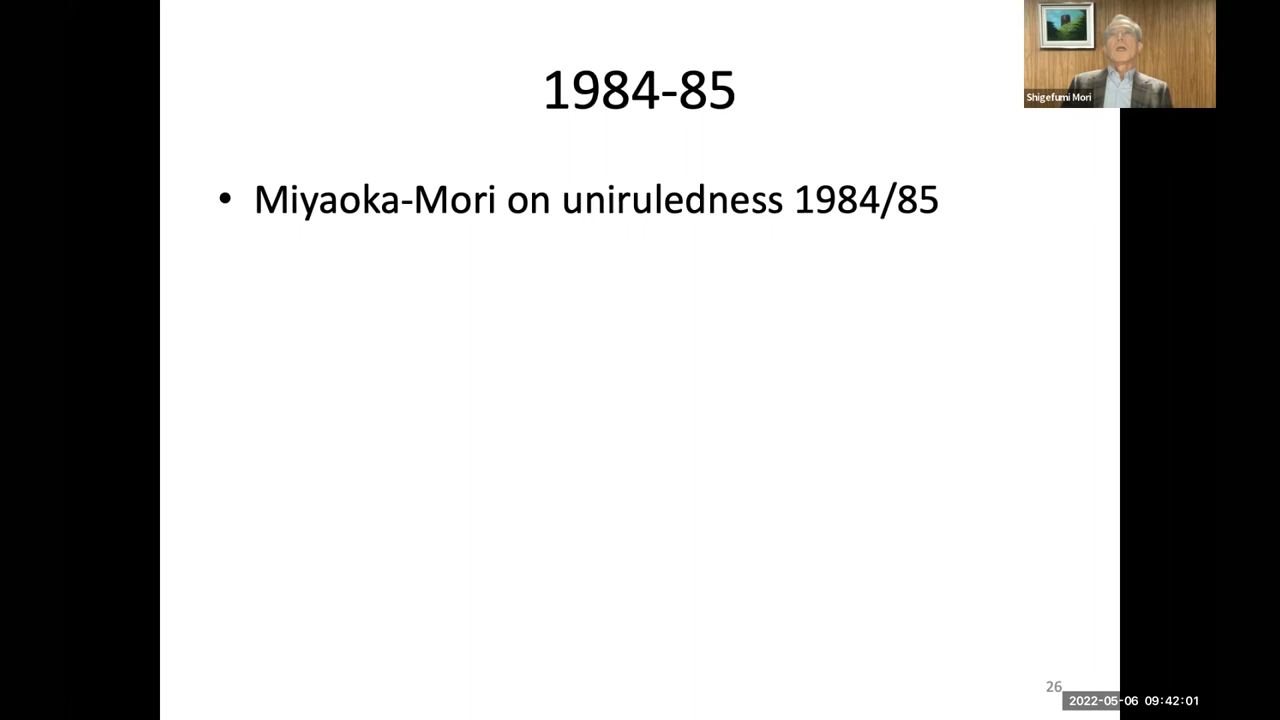 1984-85
Shigefumi Mori
• Miyaoka-Mori on uniruledness 1984/85
26
2022-05-06 09:42:01